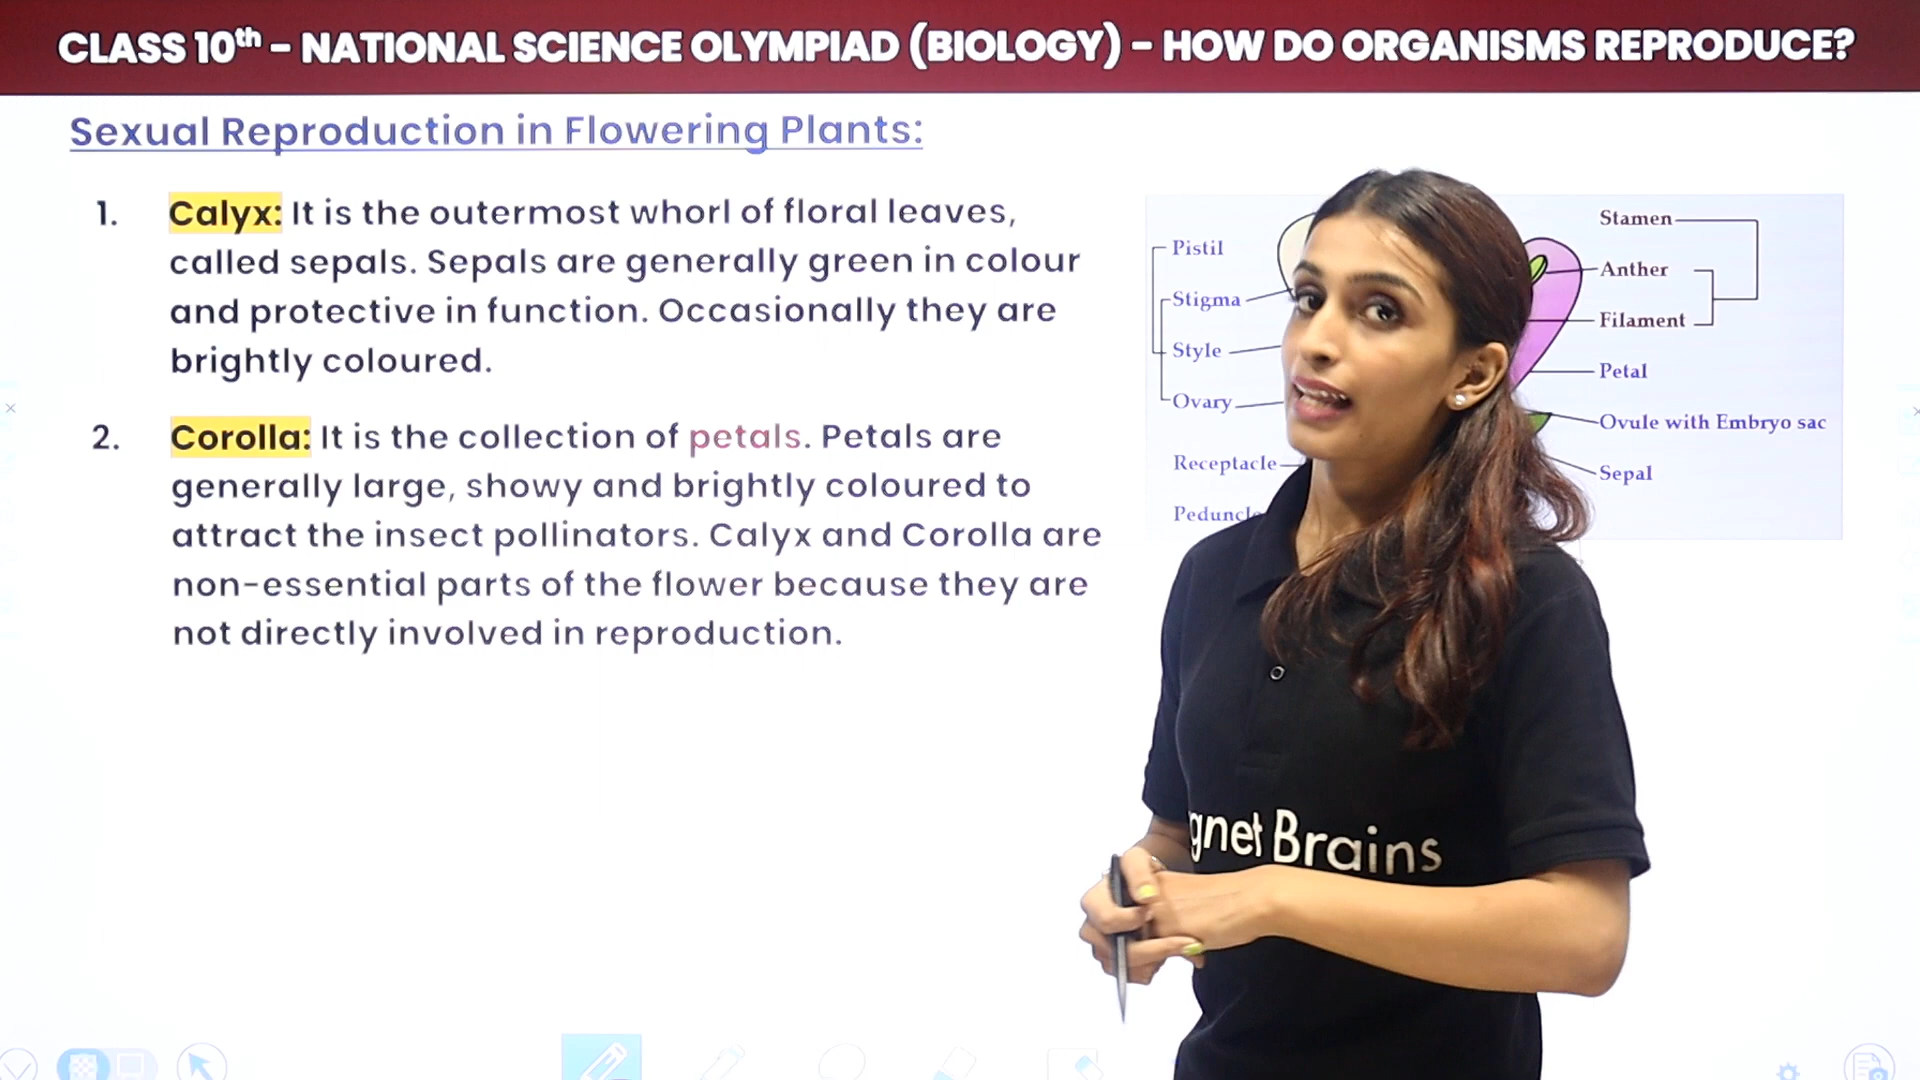 CLASS 10th - NATIONAL SCIENCE OLYMPIAD (BIOLOGY) - HOW DO ORGANISMS REPRODUCE?
Sexual Reproduction in Flowering Plants:
1. Calyx: It is the outermost whorl of floral leaves,
called sepals. Sepals are generally green in colour
and protective in function. Occasionally they are
brightly coloured.
2. Corolla: It is the collection of petals. Petals are
generally large, showy and brightly coloured to
attract the insect pollinators. Calyx and Corolla are
non-essential parts of the flower because they are
not directly involved in reproduction.
Pistil
Stigma
Style
Ovary
Receptacle
Stamen
Anther
Filament
Petal
Ovule with Embryo sac
Sepal
gnet Brains